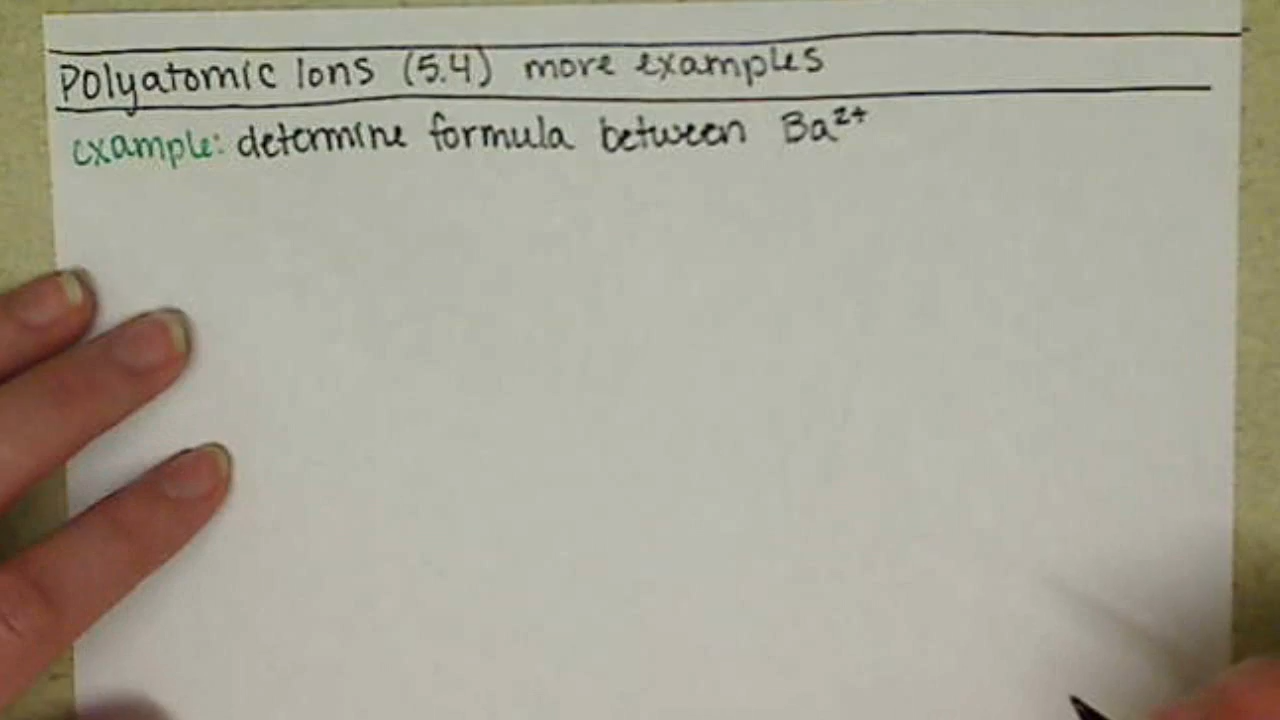 Polyatomic Ions (5.4) more examples
example: determine formula between Ba²⁺